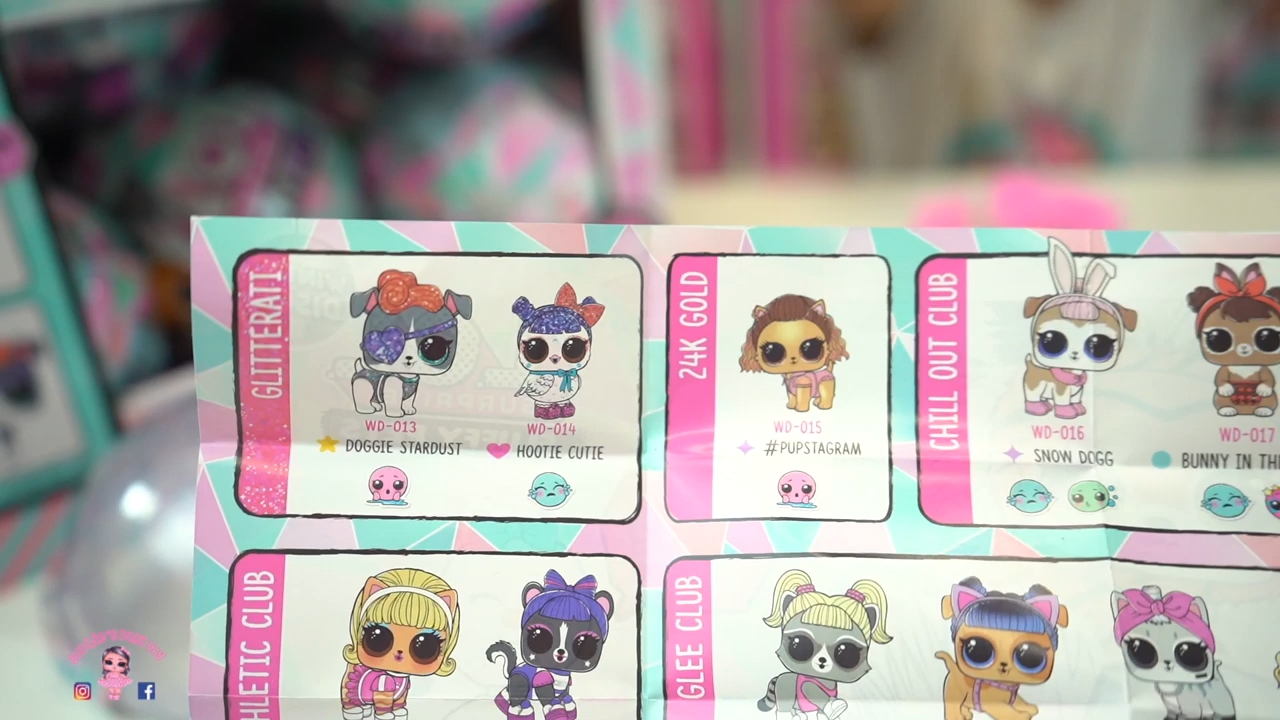 GLITTERATI
WD-013
DOGGIE STARDUST
WD-014
HOOTIE CUTIE
24K GOLD
WD-015
#PUPSTAGRAM
CHILL OUT CLUB
WD-016
SNOW DOGG
WD-017
BUNNY IN TH
HLETIC CLUB
GLEE CLUB